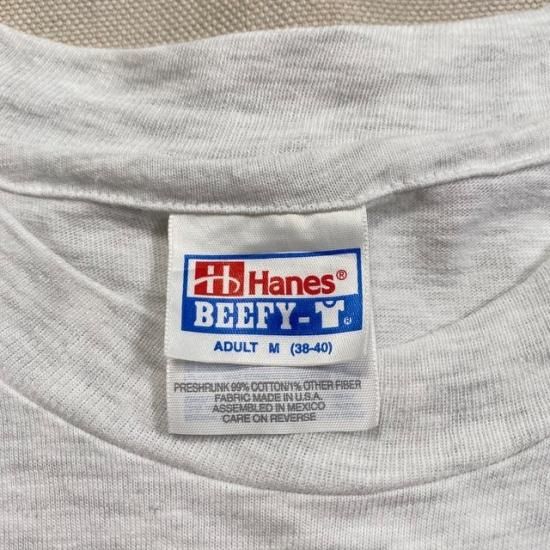 Hanes®
BEEFY-T®
ADULT M (38-40)
PRESHRUNK 99% COTTON/1% OTHER FIBER
FABRIC MADE IN U.S.A.
ASSEMBLED IN MEXICO
CARE ON REVERSE